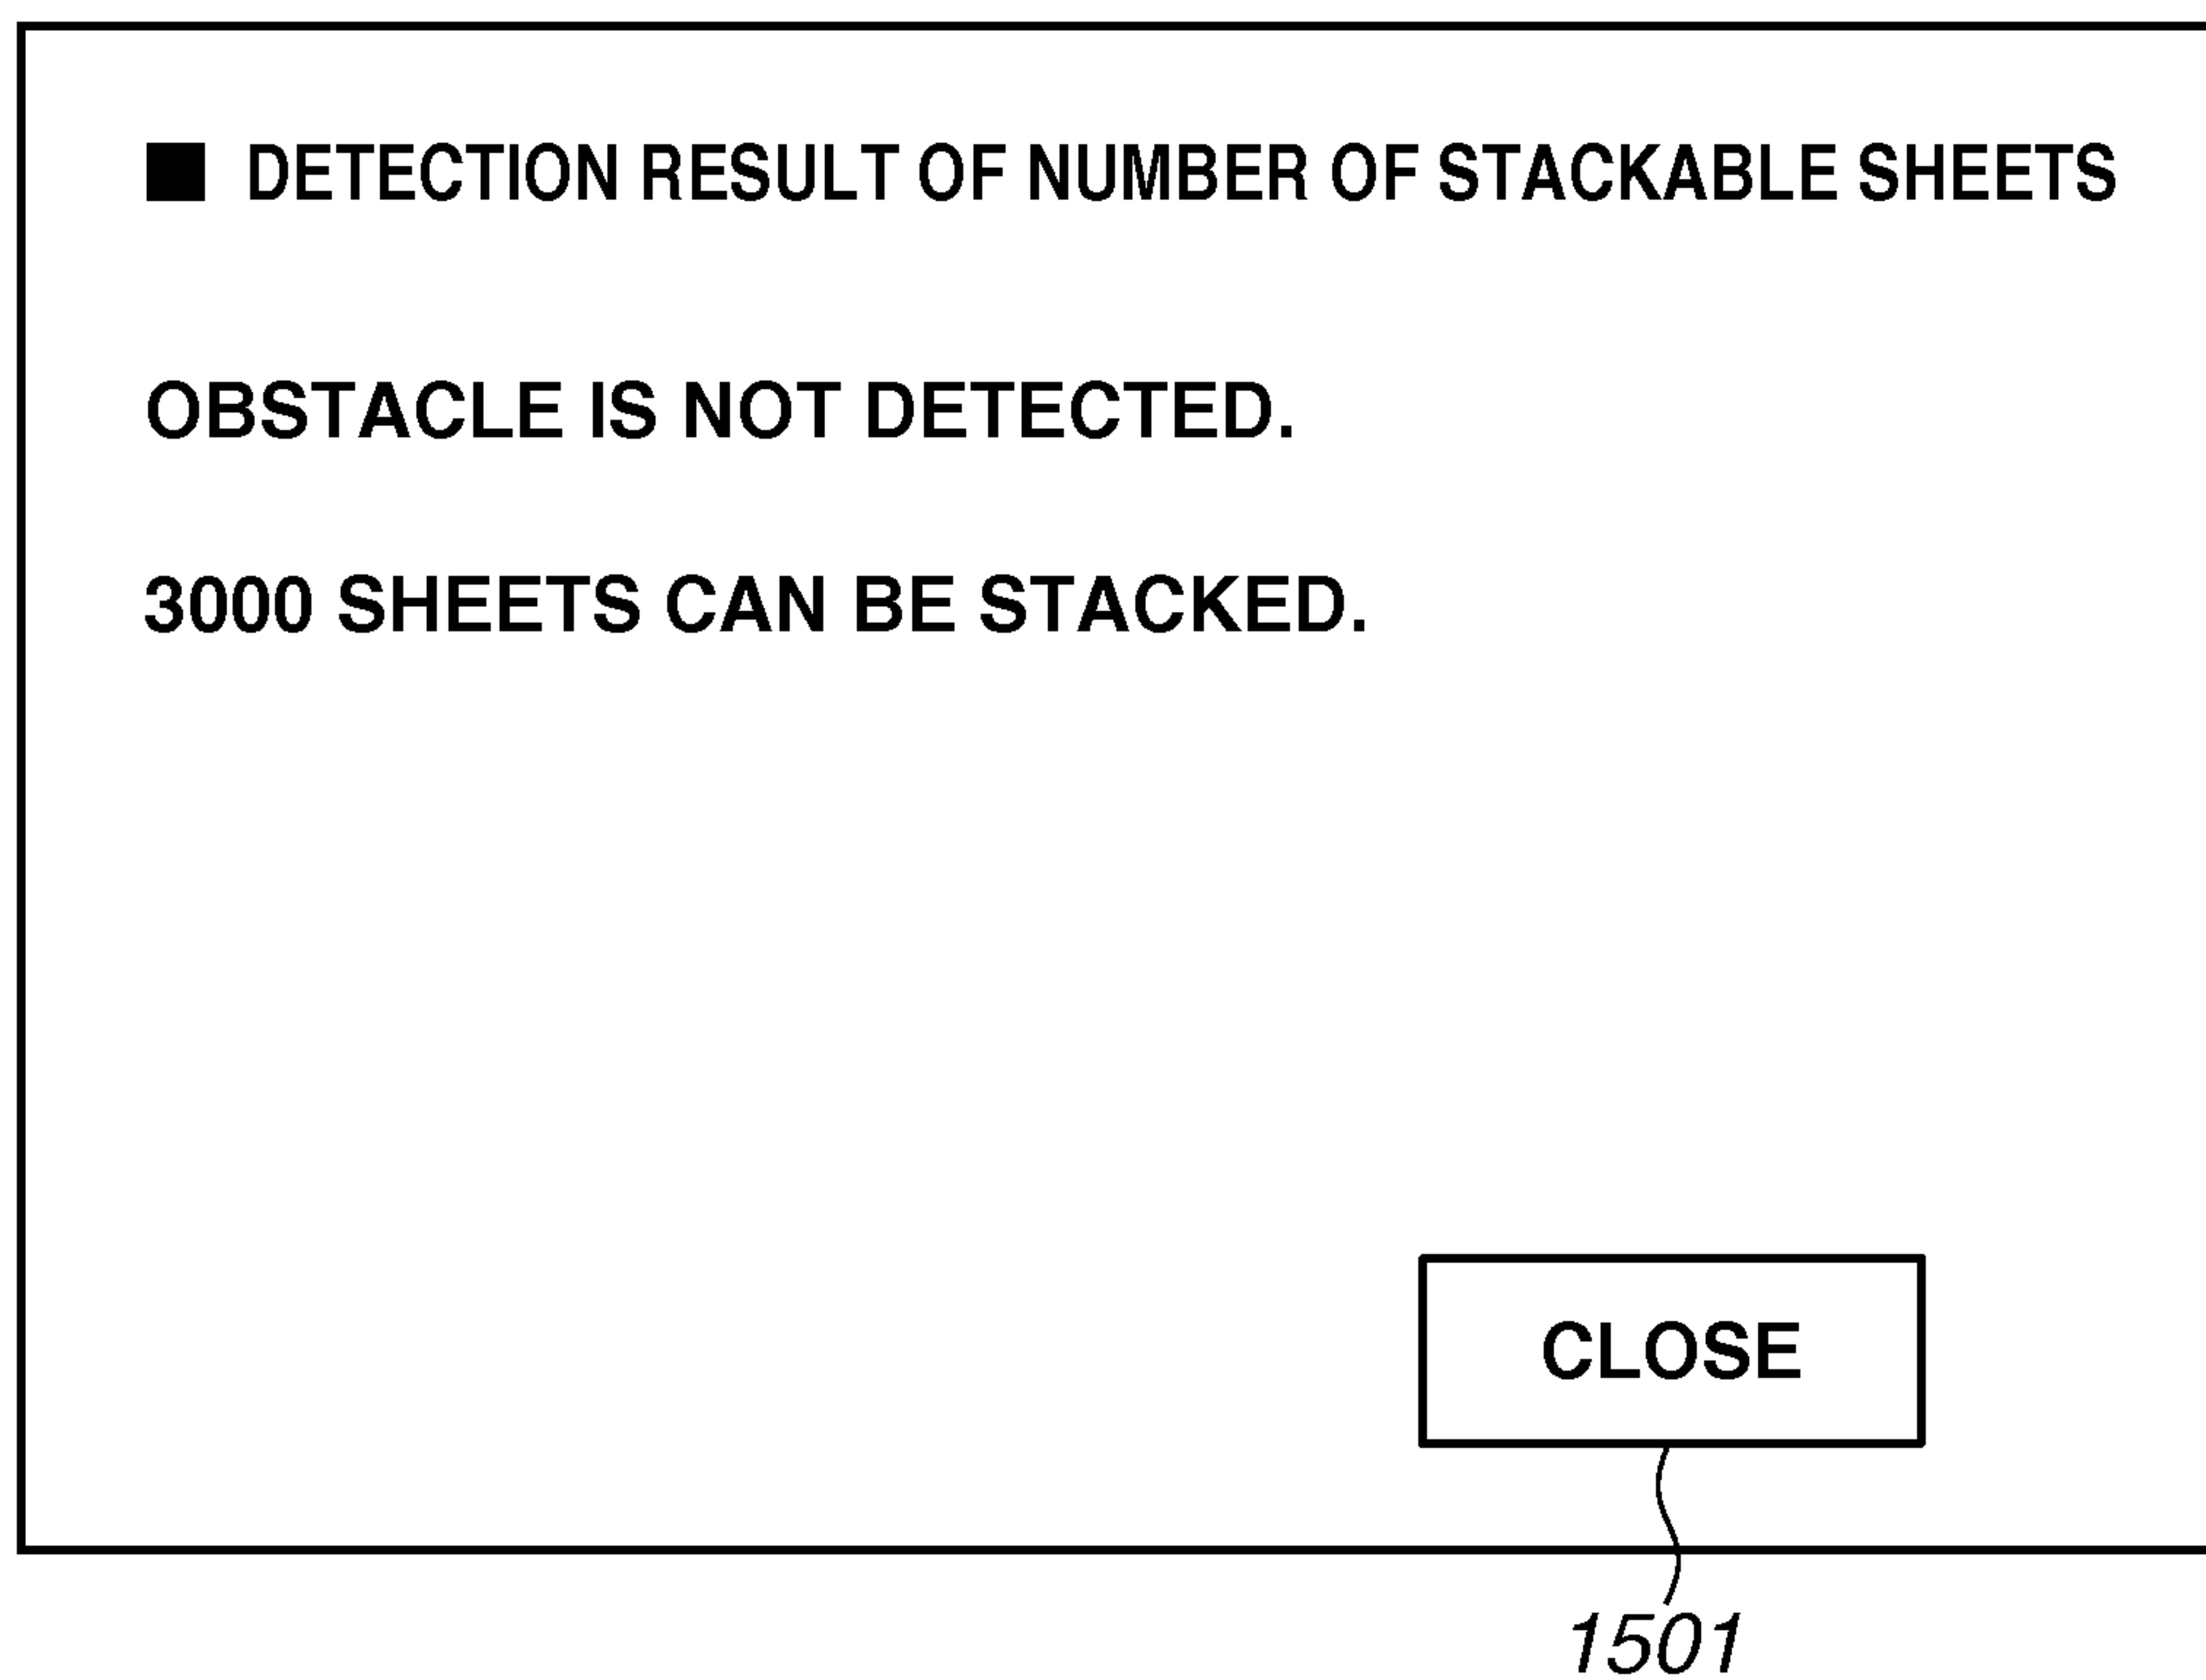 ■ DETECTION RESULT OF NUMBER OF STACKABLE SHEETS
OBSTACLE IS NOT DETECTED.
3000 SHEETS CAN BE STACKED.
CLOSE
1501